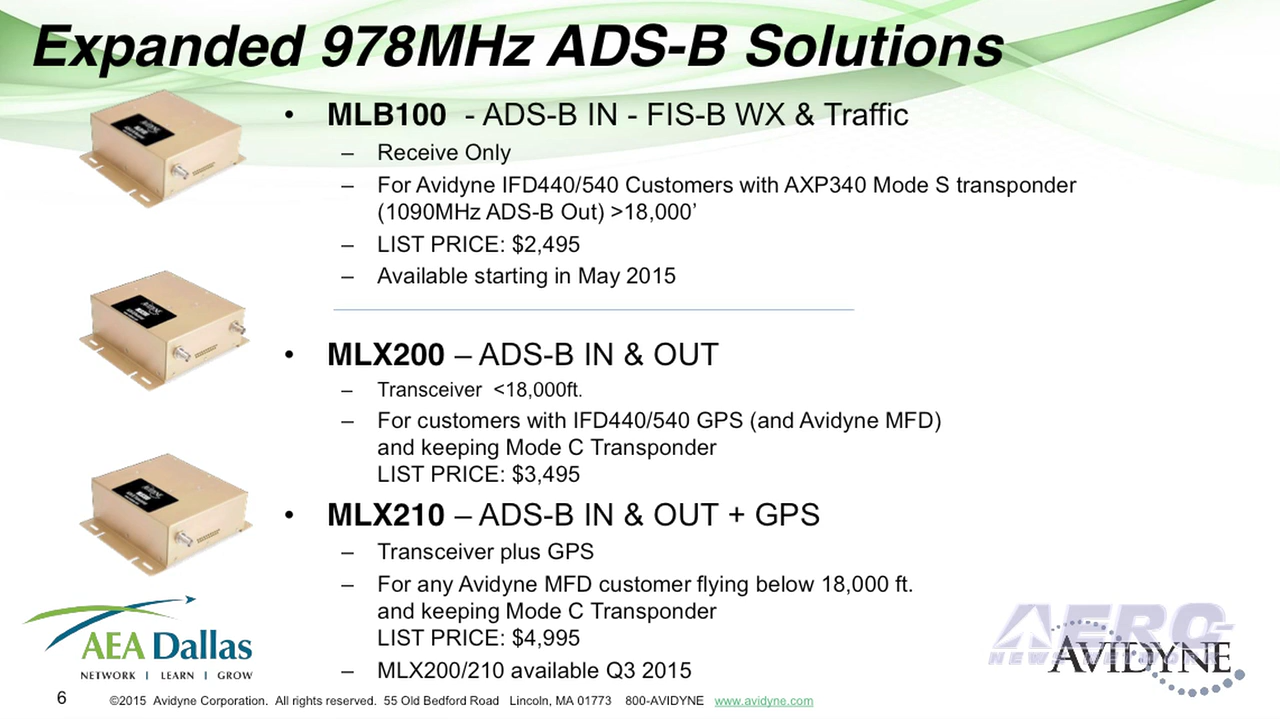 Expanded 978MHz ADS-B Solutions
• MLB100 - ADS-B IN - FIS-B WX & Traffic
– Receive Only
– For Avidyne IFD440/540 Customers with AXP340 Mode S transponder
(1090MHz ADS-B Out) >18,000’
– LIST PRICE: $2,495
– Available starting in May 2015
• MLX200 – ADS-B IN & OUT
– Transceiver <18,000ft.
– For customers with IFD440/540 GPS (and Avidyne MFD)
and keeping Mode C Transponder
LIST PRICE: $3,495
• MLX210 – ADS-B IN & OUT + GPS
– Transceiver plus GPS
– For any Avidyne MFD customer flying below 18,000 ft.
and keeping Mode C Transponder
LIST PRICE: $4,995
– MLX200/210 available Q3 2015
AEA Dallas
NETWORK | LEARN | GROW
AERO-
NEWS NETWORK
AVIDYNE
6
©2015 Avidyne Corporation. All rights reserved. 55 Old Bedford Road Lincoln, MA 01773 800-AVIDYNE www.avidyne.com